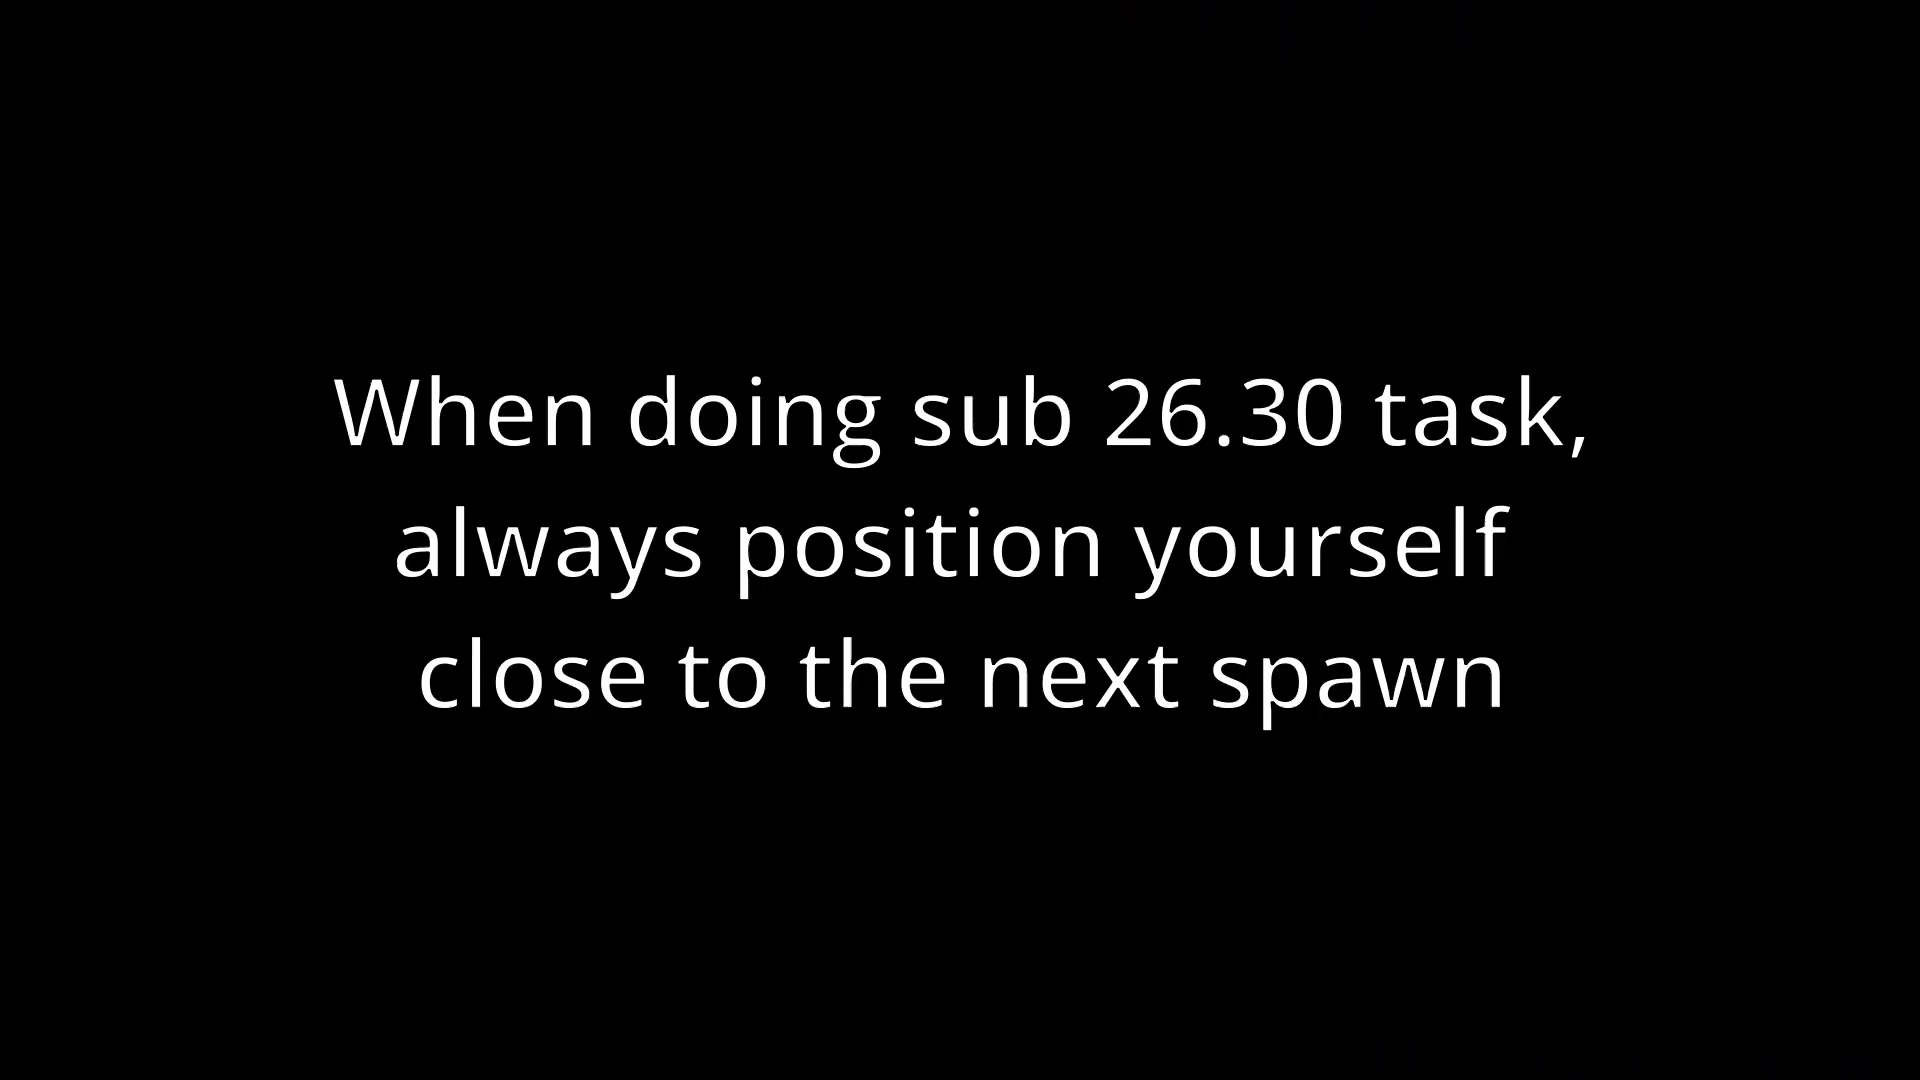 When doing sub 26.30 task,
always position yourself
close to the next spawn